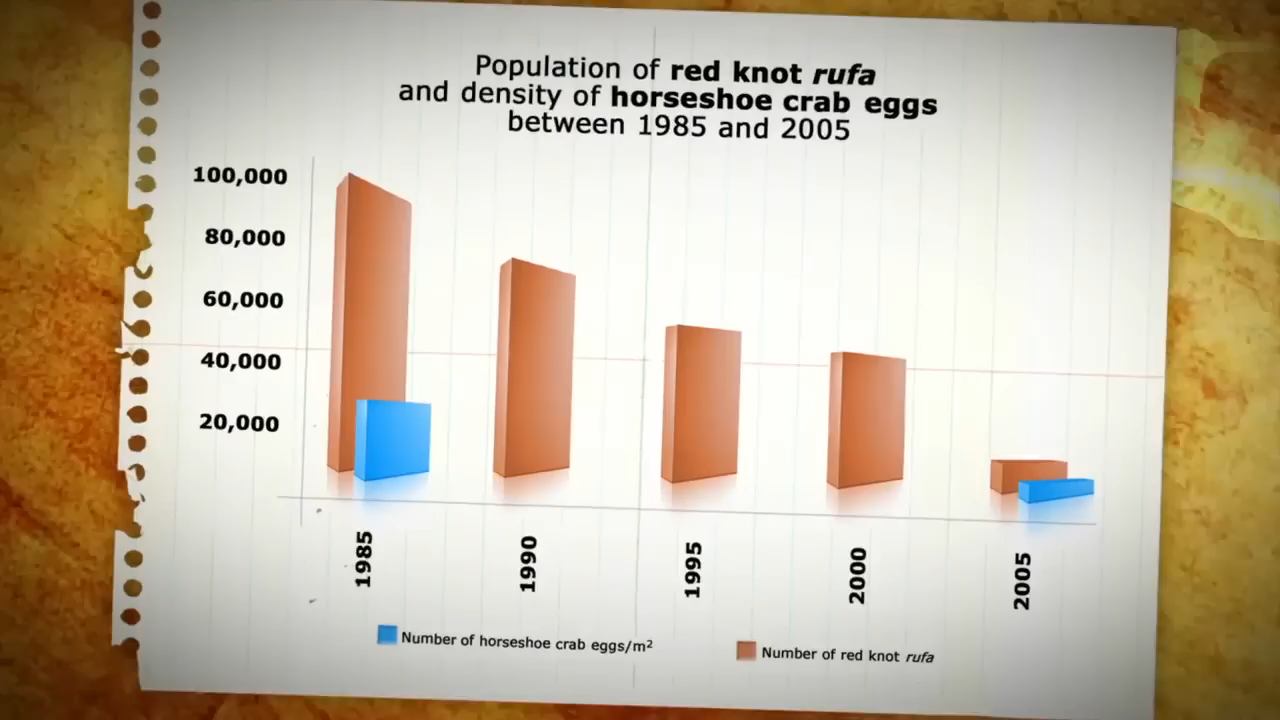 Population of red knot rufa
and density of horseshoe crab eggs
between 1985 and 2005
100,000
80,000
60,000
40,000
20,000
1985
1990
1995
2000
2005
Number of horseshoe crab eggs/m²
Number of red knot rufa